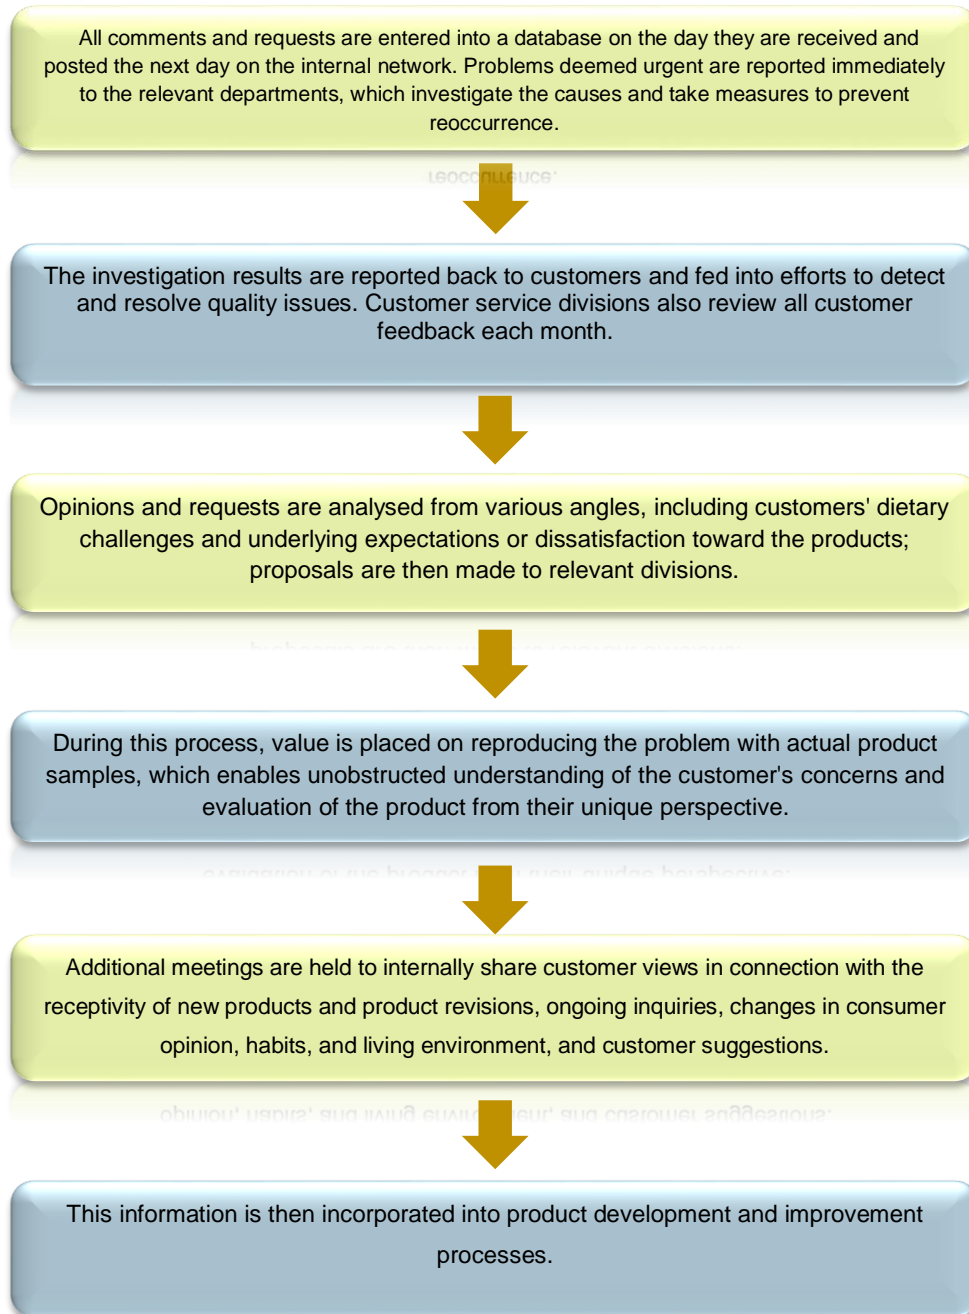 All comments and requests are entered into a database on the day they are received and
posted the next day on the internal network. Problems deemed urgent are reported immediately
to the relevant departments, which investigate the causes and take measures to prevent
reoccurrence.
The investigation results are reported back to customers and fed into efforts to detect
and resolve quality issues. Customer service divisions also review all customer
feedback each month.
Opinions and requests are analysed from various angles, including customers' dietary
challenges and underlying expectations or dissatisfaction toward the products;
proposals are then made to relevant divisions.
During this process, value is placed on reproducing the problem with actual product
samples, which enables unobstructed understanding of the customer's concerns and
evaluation of the product from their unique perspective.
Additional meetings are held to internally share customer views in connection with the
receptivity of new products and product revisions, ongoing inquiries, changes in consumer
opinion, habits, and living environment, and customer suggestions.
This information is then incorporated into product development and improvement
processes.